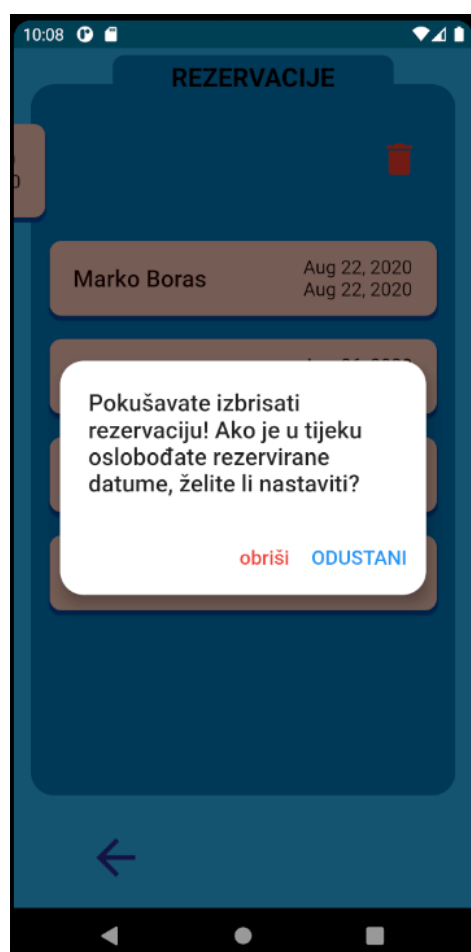 10:08
REZERVACIJE
Marko Boras
Aug 22, 2020
Aug 22, 2020
Pokušavate izbrisati
rezervaciju! Ako je u tijeku
oslobođate rezervirane
datume, želite li nastaviti?
obriši ODUSTANI